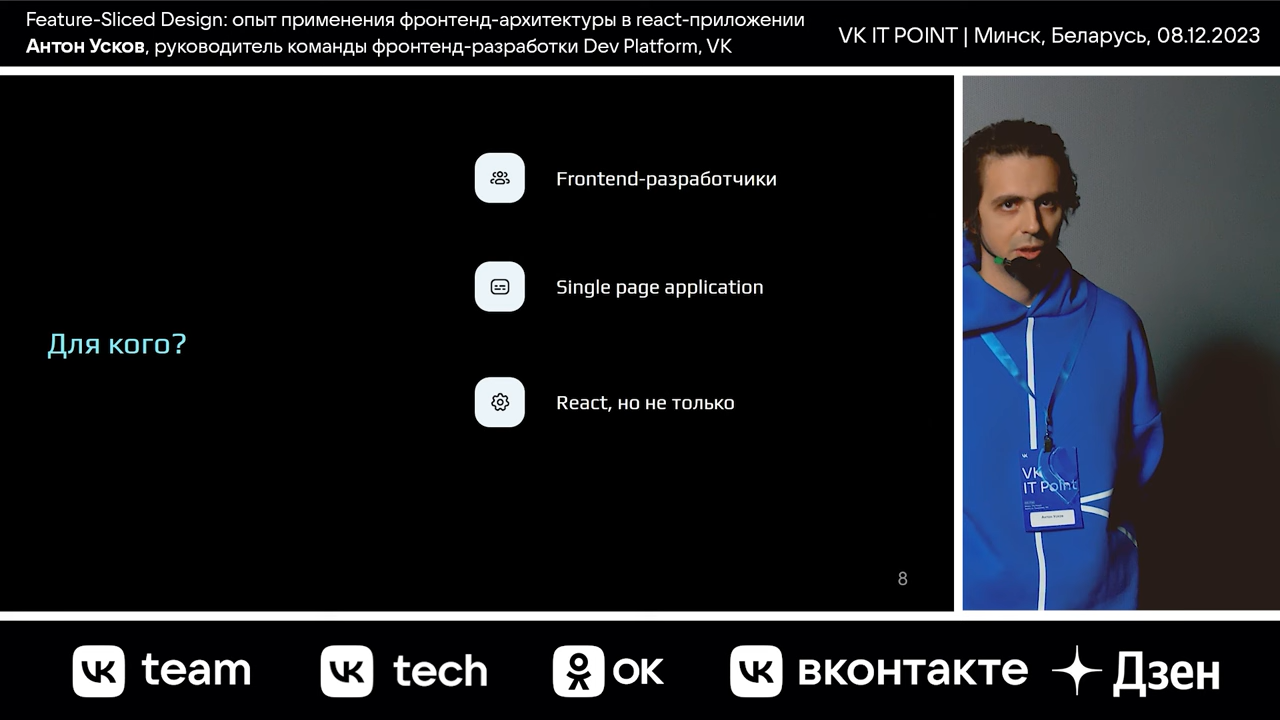 Feature-Sliced Design: опыт применения фронтенд-архитектуры в react-приложении
Антон Усков, руководитель команды фронтенд-разработки Dev Platform, VK
VK IT POINT | Минск, Беларусь, 08.12.2023
Frontend-разработчики
Single page application
Для кого?
React, но не только
8
VK
IT Point
team
tech
ОК
вконтакте
Дзен